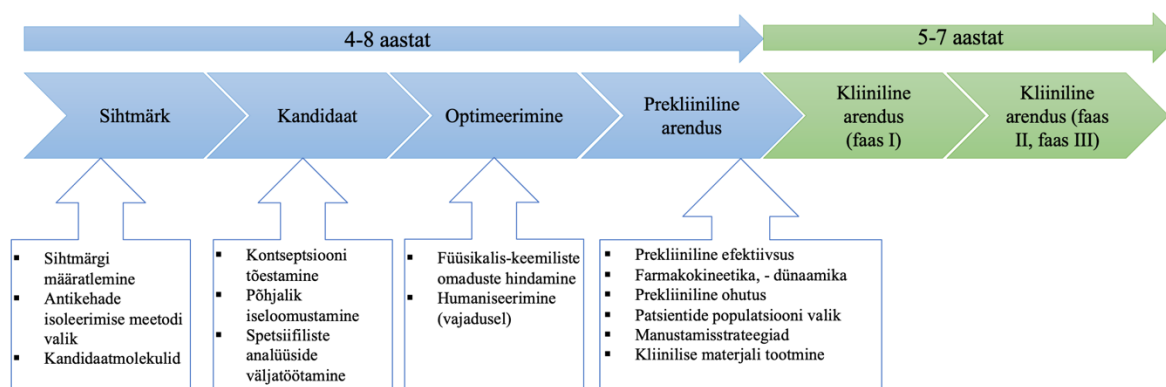 4-8 aastat
5-7 aastat
Sihtmärk
Kandidaat
Optimeerimine
Prekliiniline
arendus
Kliiniline
arendus
(faas I)
Kliiniline
arendus (faas
II, faas III)
▪ Sihtmärgi
määratlemine
▪ Antikehade
isoleerimise meetodi
valik
▪ Kandidaatmolekulid
▪ Kontseptsiooni
tõestamine
▪ Põhjalik
iseloomustamine
▪ Spetsiifiliste
analüüside
väljatöötamine
▪ Füüsikalis-keemiliste
omaduste hindamine
▪ Humaniseerimine
(vajadusel)
▪ Prekliiniline efektiivsus
▪ Farmakokineetika, - dünaamika
▪ Prekliiniline ohutus
▪ Patsientide populatsiooni valik
▪ Manustamisstrateegiad
▪ Kliinilise materjali tootmine